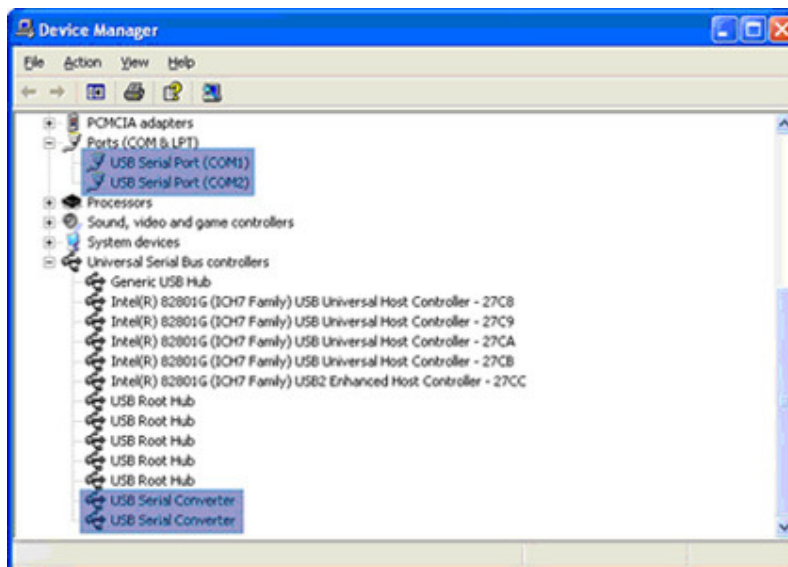 Device Manager
File Action View Help
PCMCIA adapters
Ports (COM & LPT)
USB Serial Port (COM1)
USB Serial Port (COM2)
Processors
Sound, video and game controllers
System devices
Universal Serial Bus controllers
Generic USB Hub
Intel(R) 82801G (ICH7 Family) USB Universal Host Controller - 27C8
Intel(R) 82801G (ICH7 Family) USB Universal Host Controller - 27C9
Intel(R) 82801G (ICH7 Family) USB Universal Host Controller - 27CA
Intel(R) 82801G (ICH7 Family) USB Universal Host Controller - 27CB
Intel(R) 82801G (ICH7 Family) USB2 Enhanced Host Controller - 27CC
USB Root Hub
USB Root Hub
USB Root Hub
USB Root Hub
USB Root Hub
USB Serial Converter
USB Serial Converter